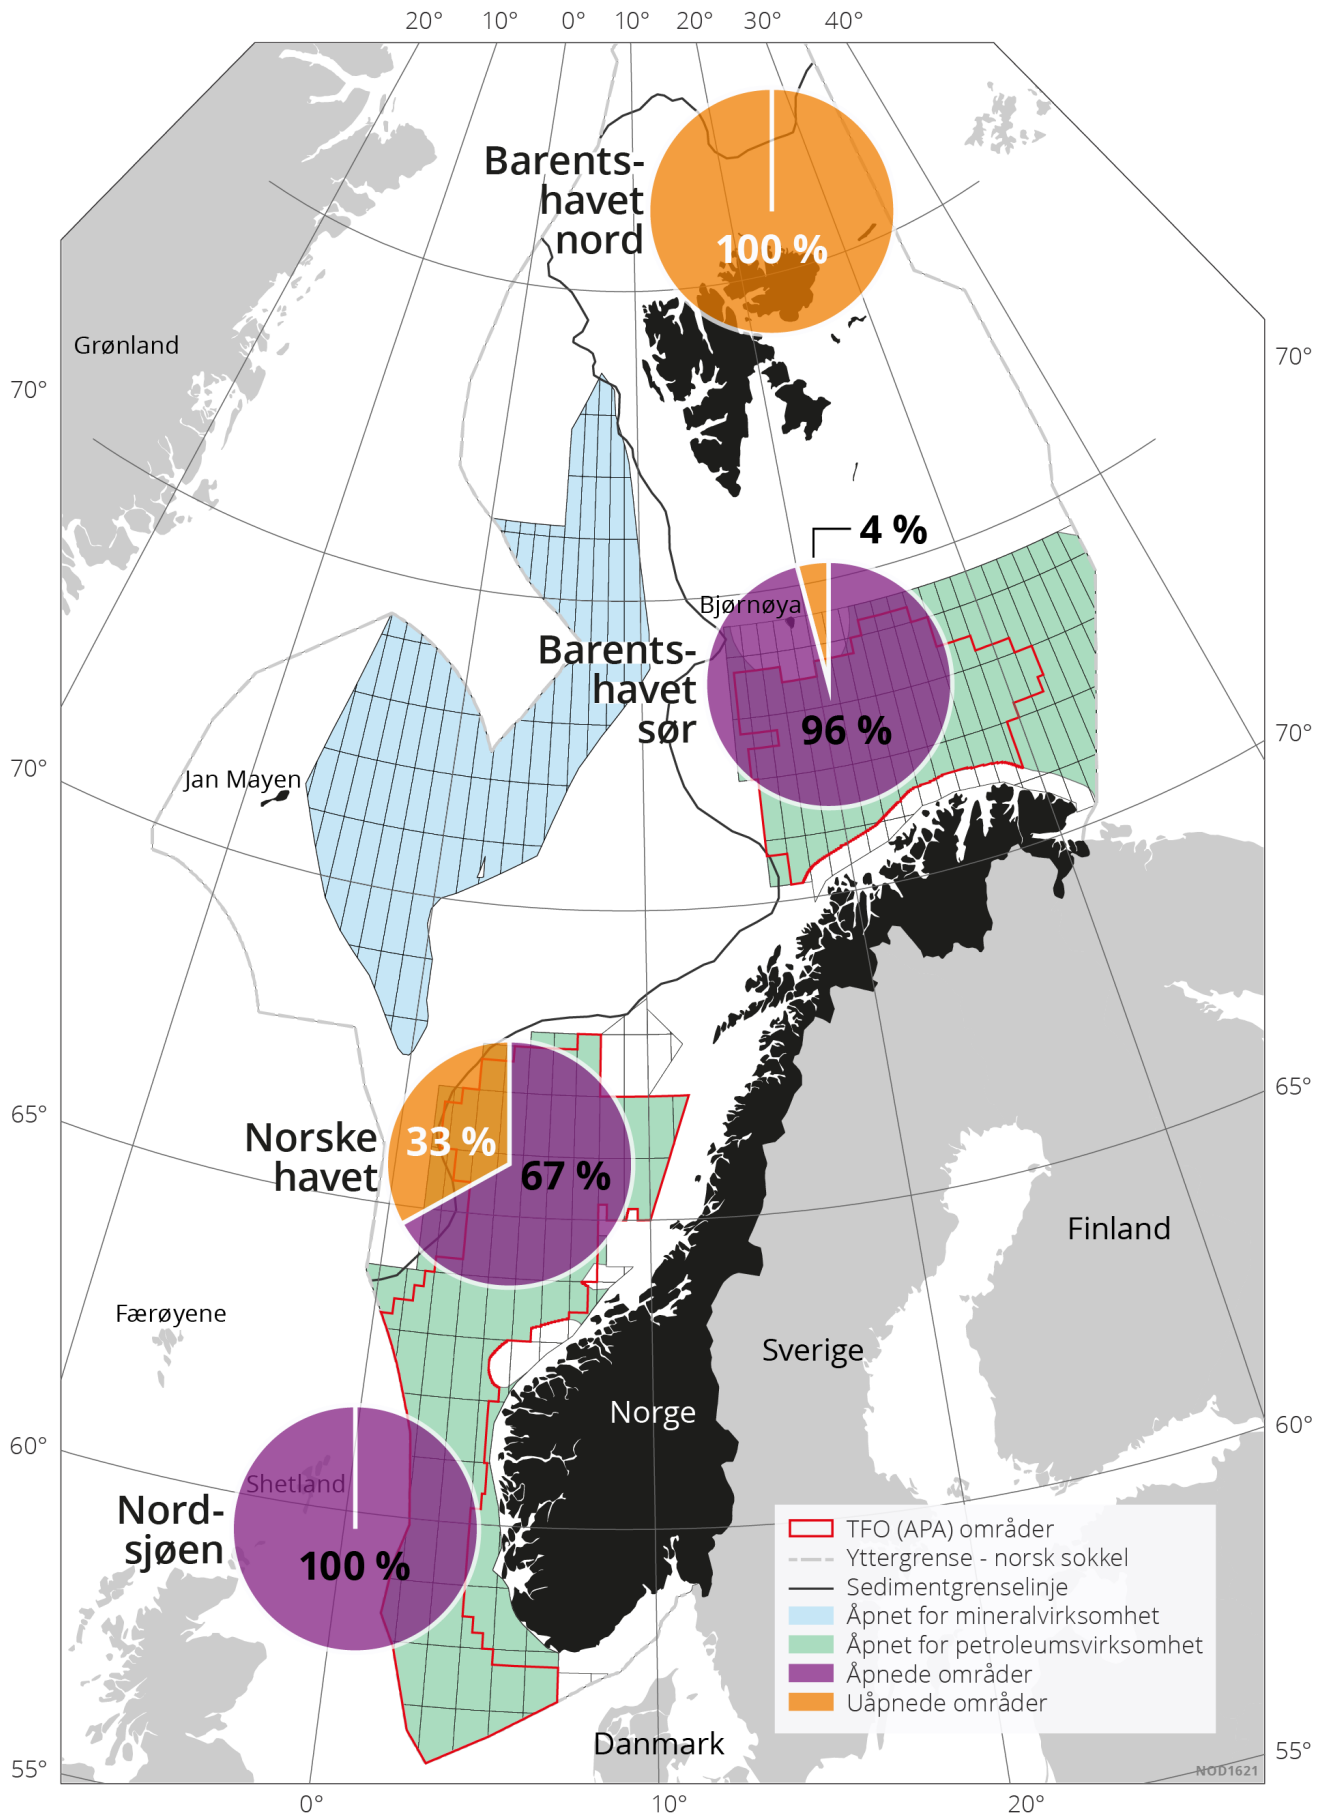 20° 10° 0° 10° 20° 30° 40°
Barents-
havet
nord
100 %
Grønland
70°
70°
4 %
Bjørnøya
Barents-
havet
sør
96 %
70°
70°
Jan Mayen
65°
65°
Norske
havet
33 %
67 %
Finland
Færøyene
Sverige
Norge
60°
60°
Shetland
Nord-
sjøen
100 %
TFO (APA) områder
Yttergrense - norsk sokkel
Sedimentgrenselinje
Åpnet for mineralvirksomhet
Åpnet for petroleumsvirksomhet
Åpnede områder
Uåpnede områder
Danmark
55°
55°
NOD1621
0° 10° 20°